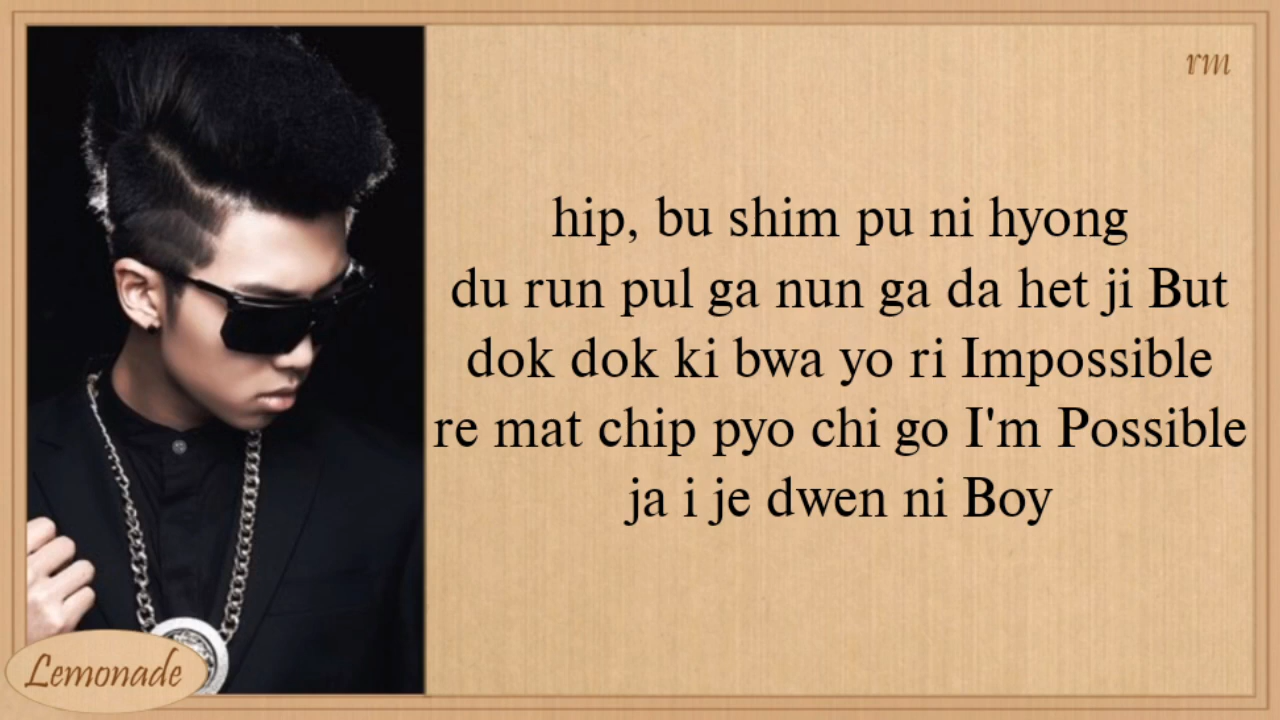 rm
hip, bu shim pu ni hyong
du run pul ga nun ga da het ji But
dok dok ki bwa yo ri Impossible
re mat chip pyo chi go I'm Possible
ja i je dwen ni Boy
Lemonade